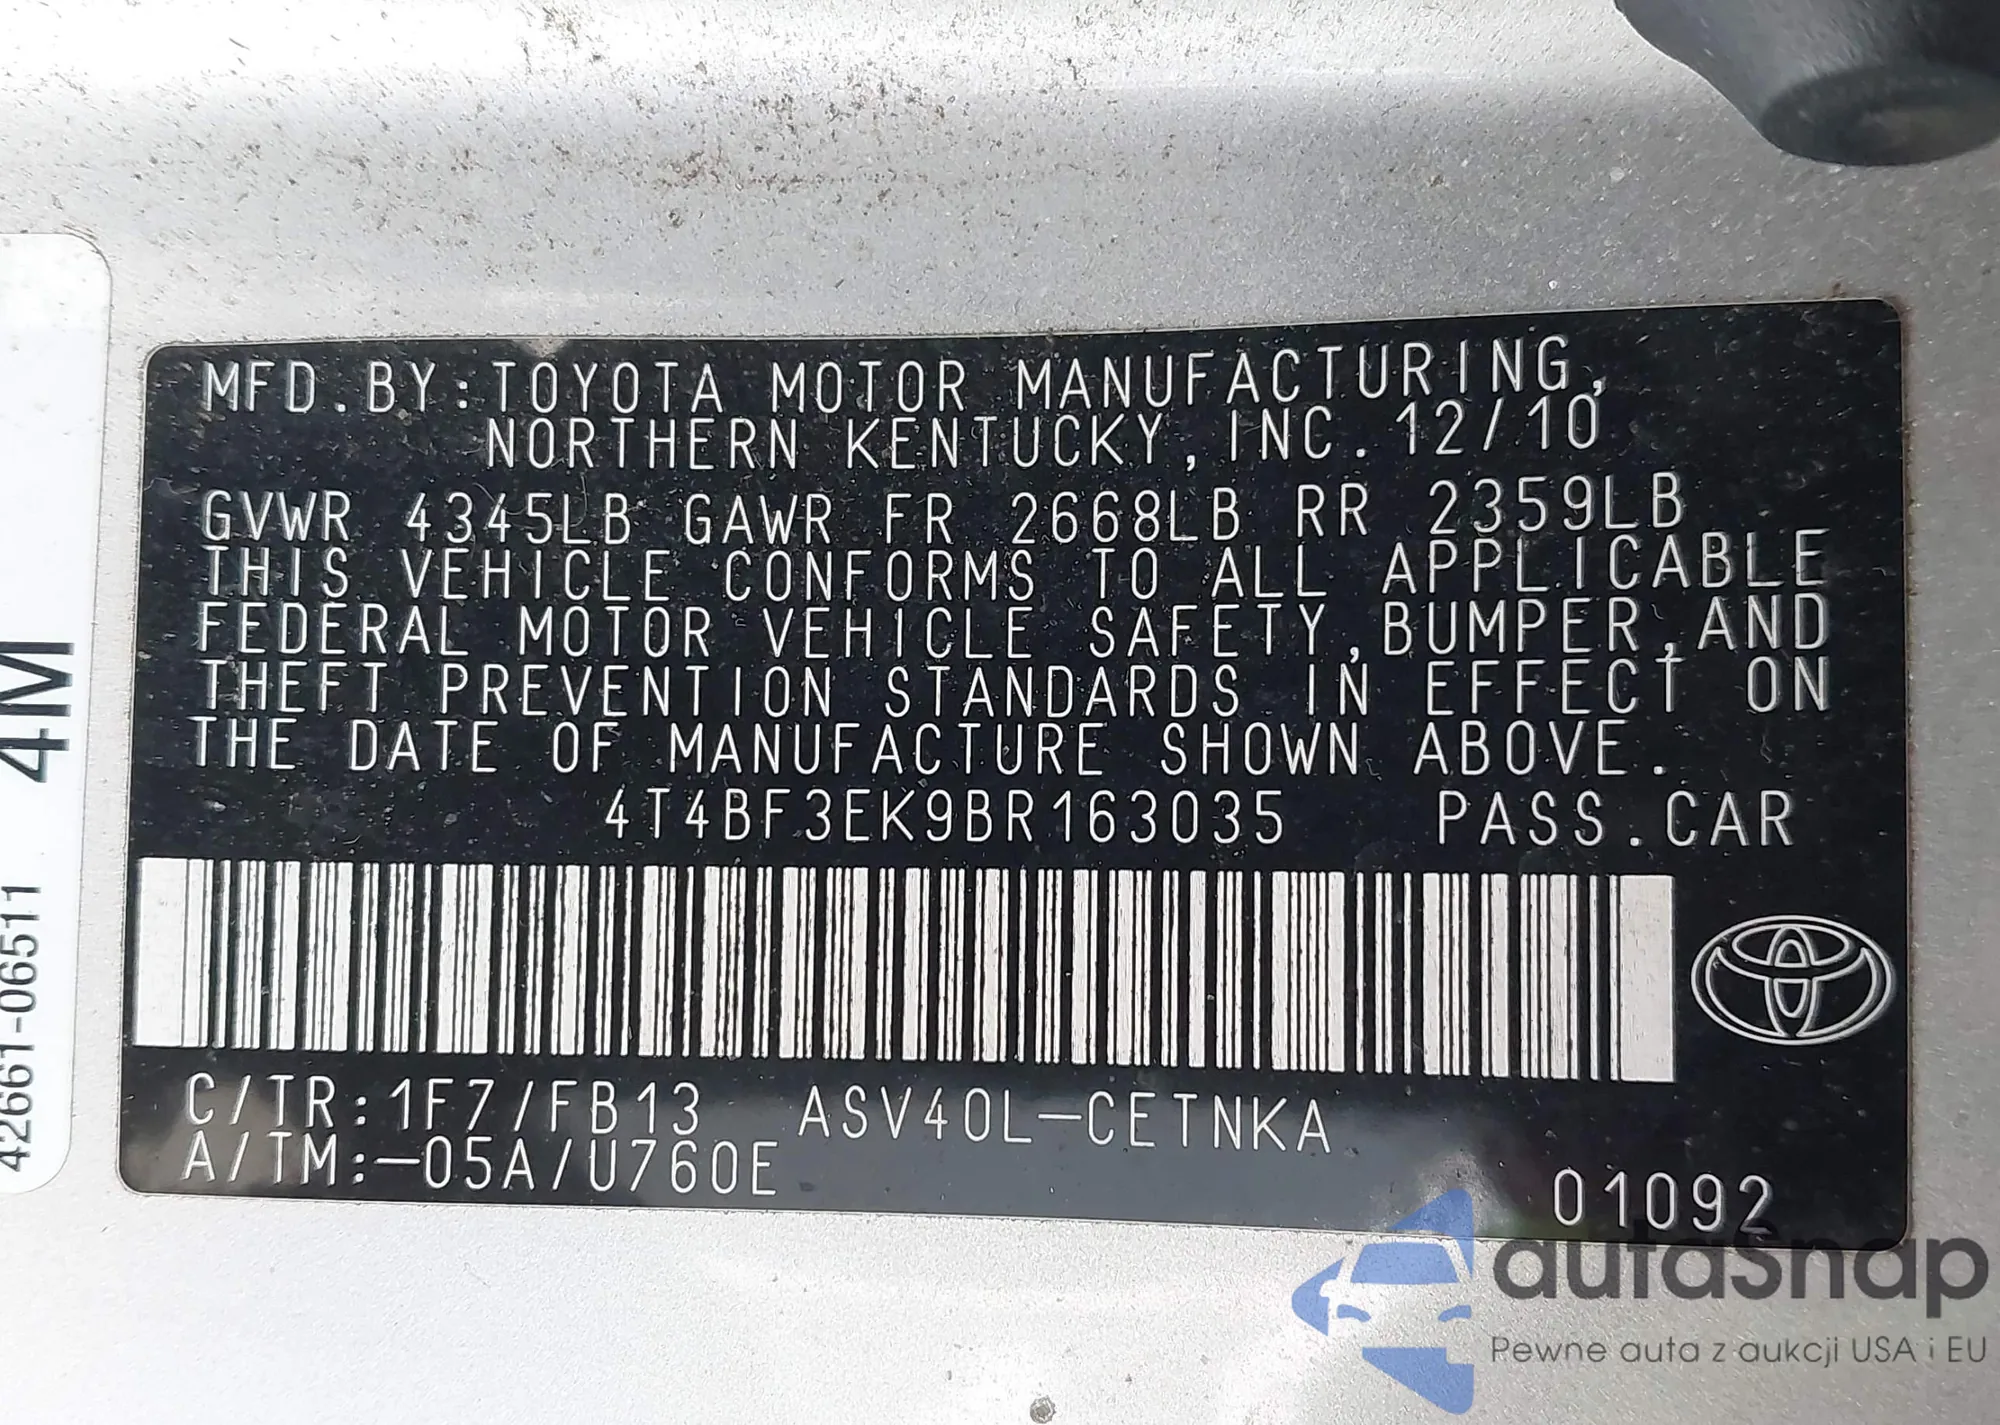 MFD.BY:TOYOTA MOTOR MANUFACTURING,
NORTHERN KENTUCKY,INC. 12/10
GVWR 4345LB GAWR FR 2668LB RR 2359LB
THIS VEHICLE CONFORMS TO ALL APPLICABLE
FEDERAL MOTOR VEHICLE SAFETY,BUMPER,AND
THEFT PREVENTION STANDARDS IN EFFECT ON
THE DATE OF MANUFACTURE SHOWN ABOVE.
4T4BF3EK9BR163035 PASS.CAR
C/TR:1F7/FB13 ASV40L-CETNKA
A/TM:-05A/U760E
01092
42661-06511 4M
autasnap
Pewne auta z aukcji USA i EU